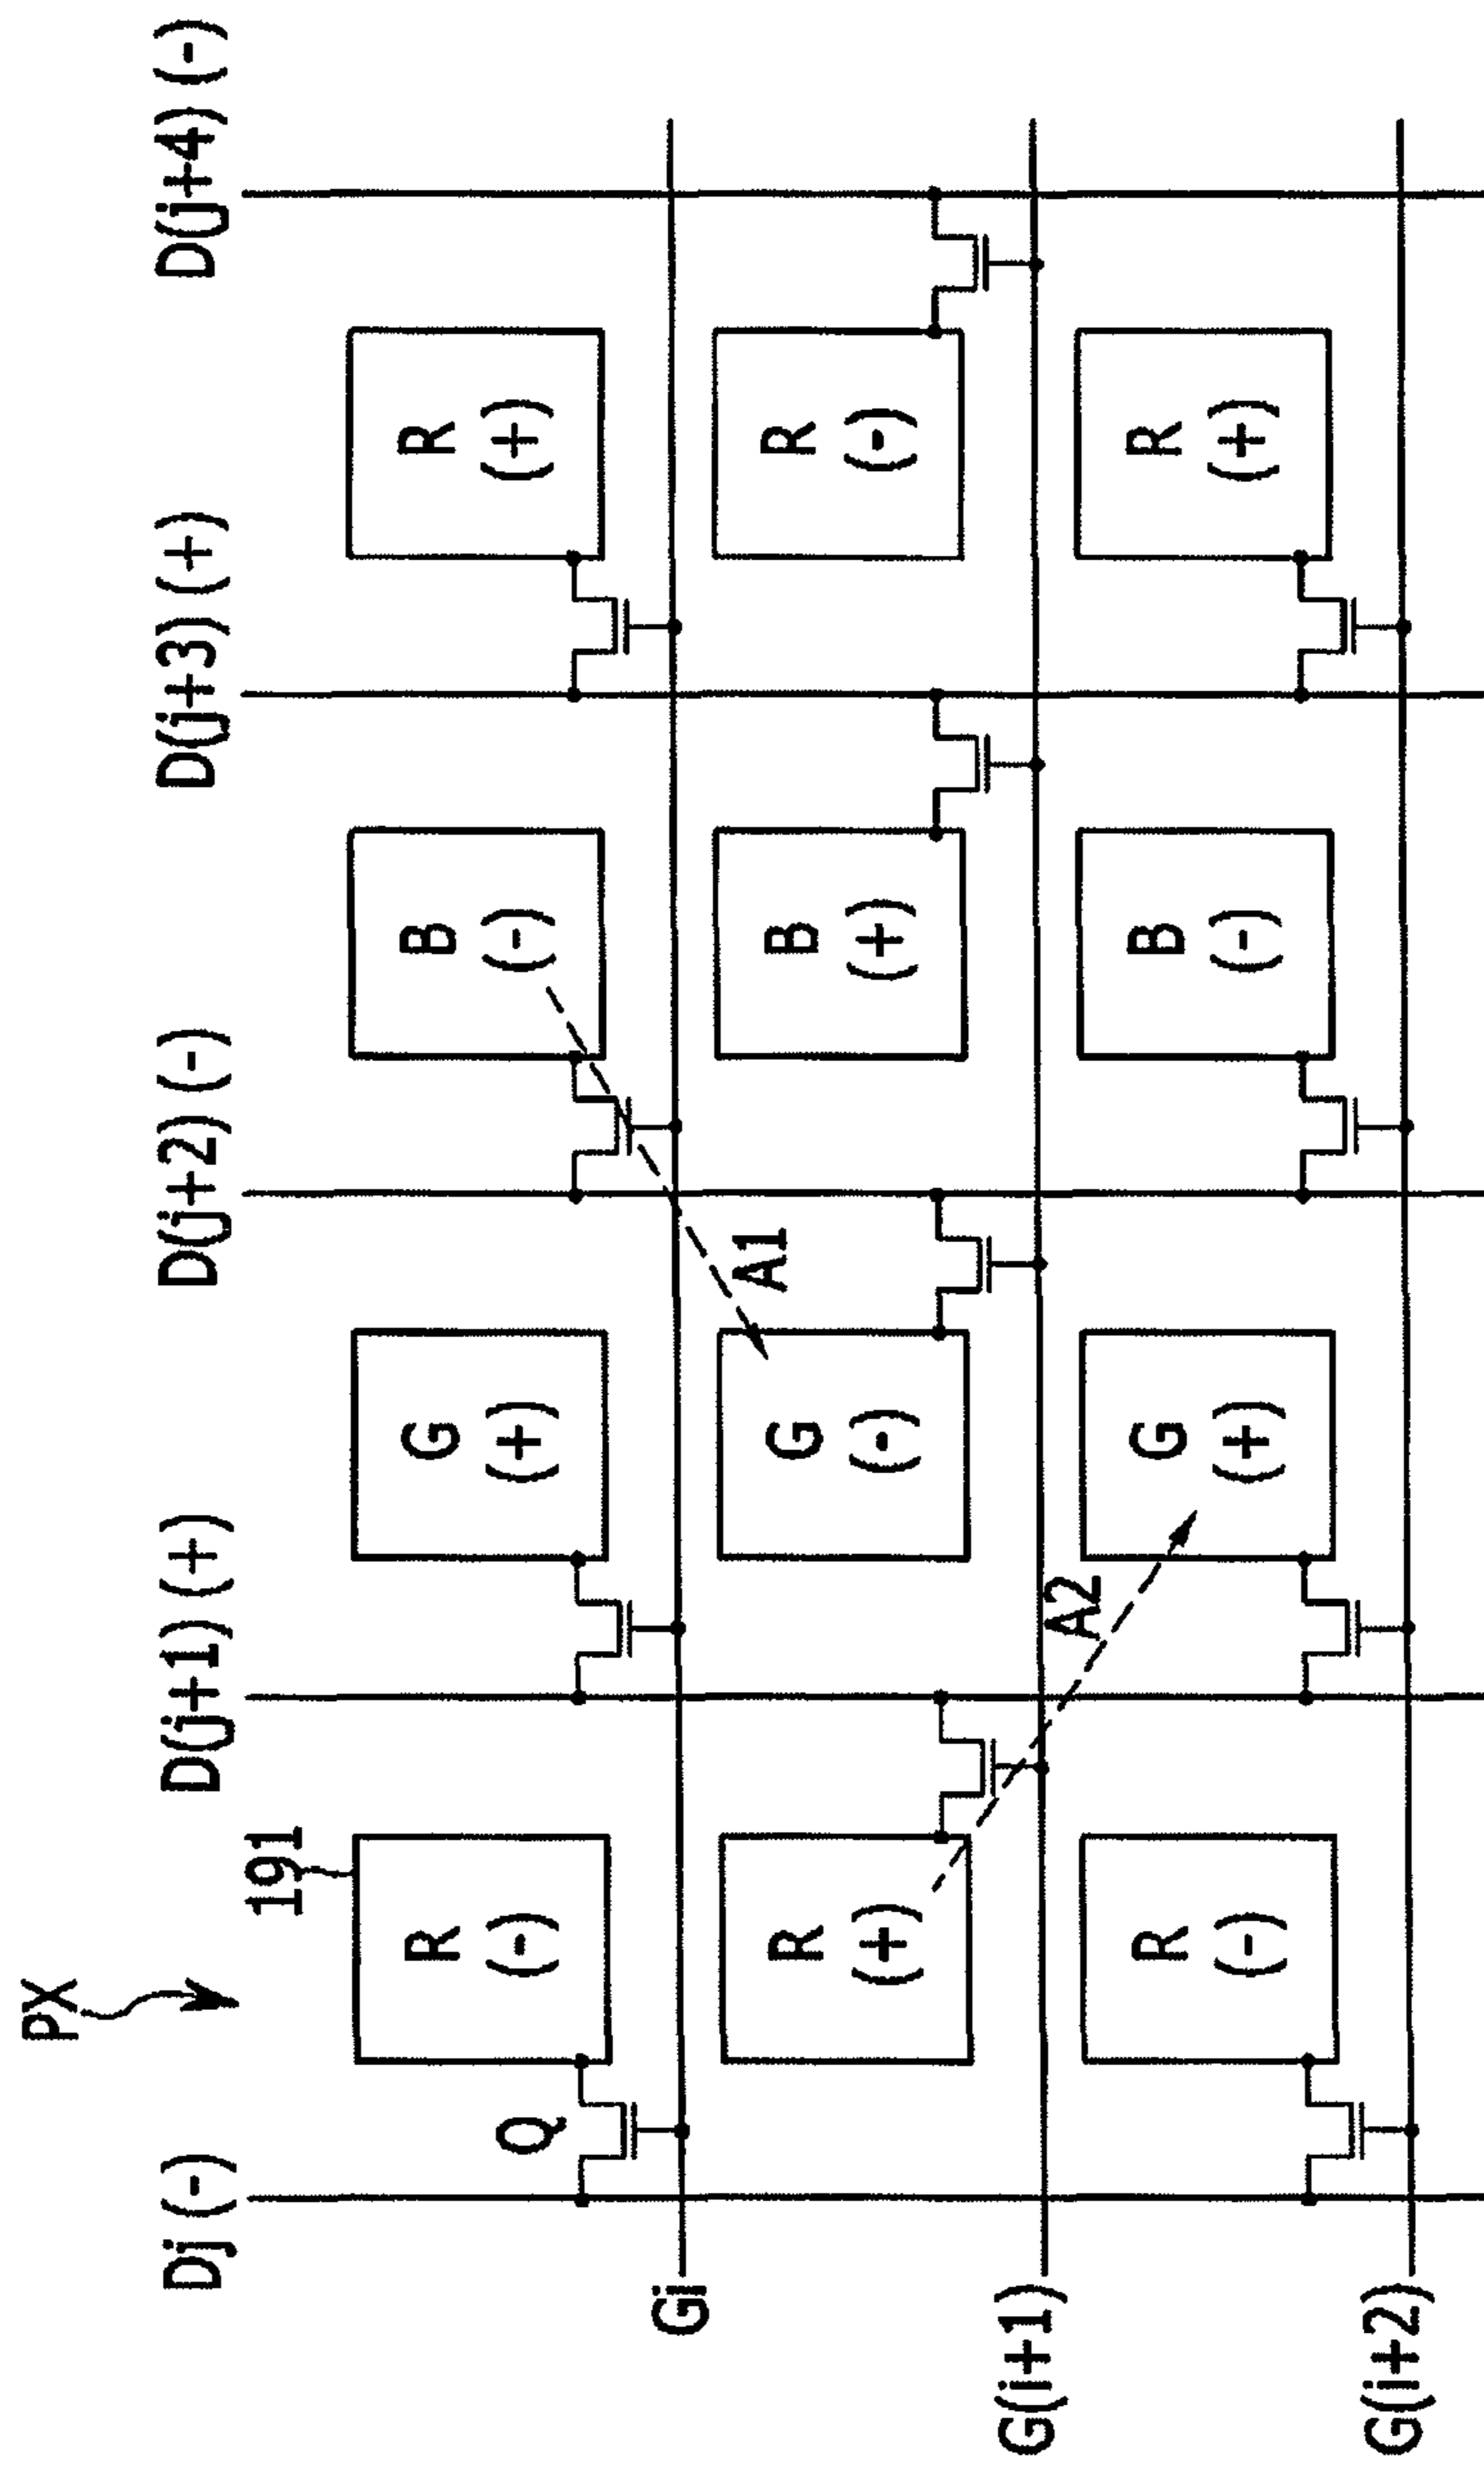 PX
191
Dj (-)
D(j+1) (+)
D(j+2) (-)
D(j+3) (+)
D(j+4) (-)
R
(-)
G
(+)
B
(-)
R
(+)
Q
Gi
A1
R
(+)
G
(-)
B
(+)
R
(-)
G(i+1)
A2
R
(-)
G
(+)
B
(-)
R
(+)
G(i+2)